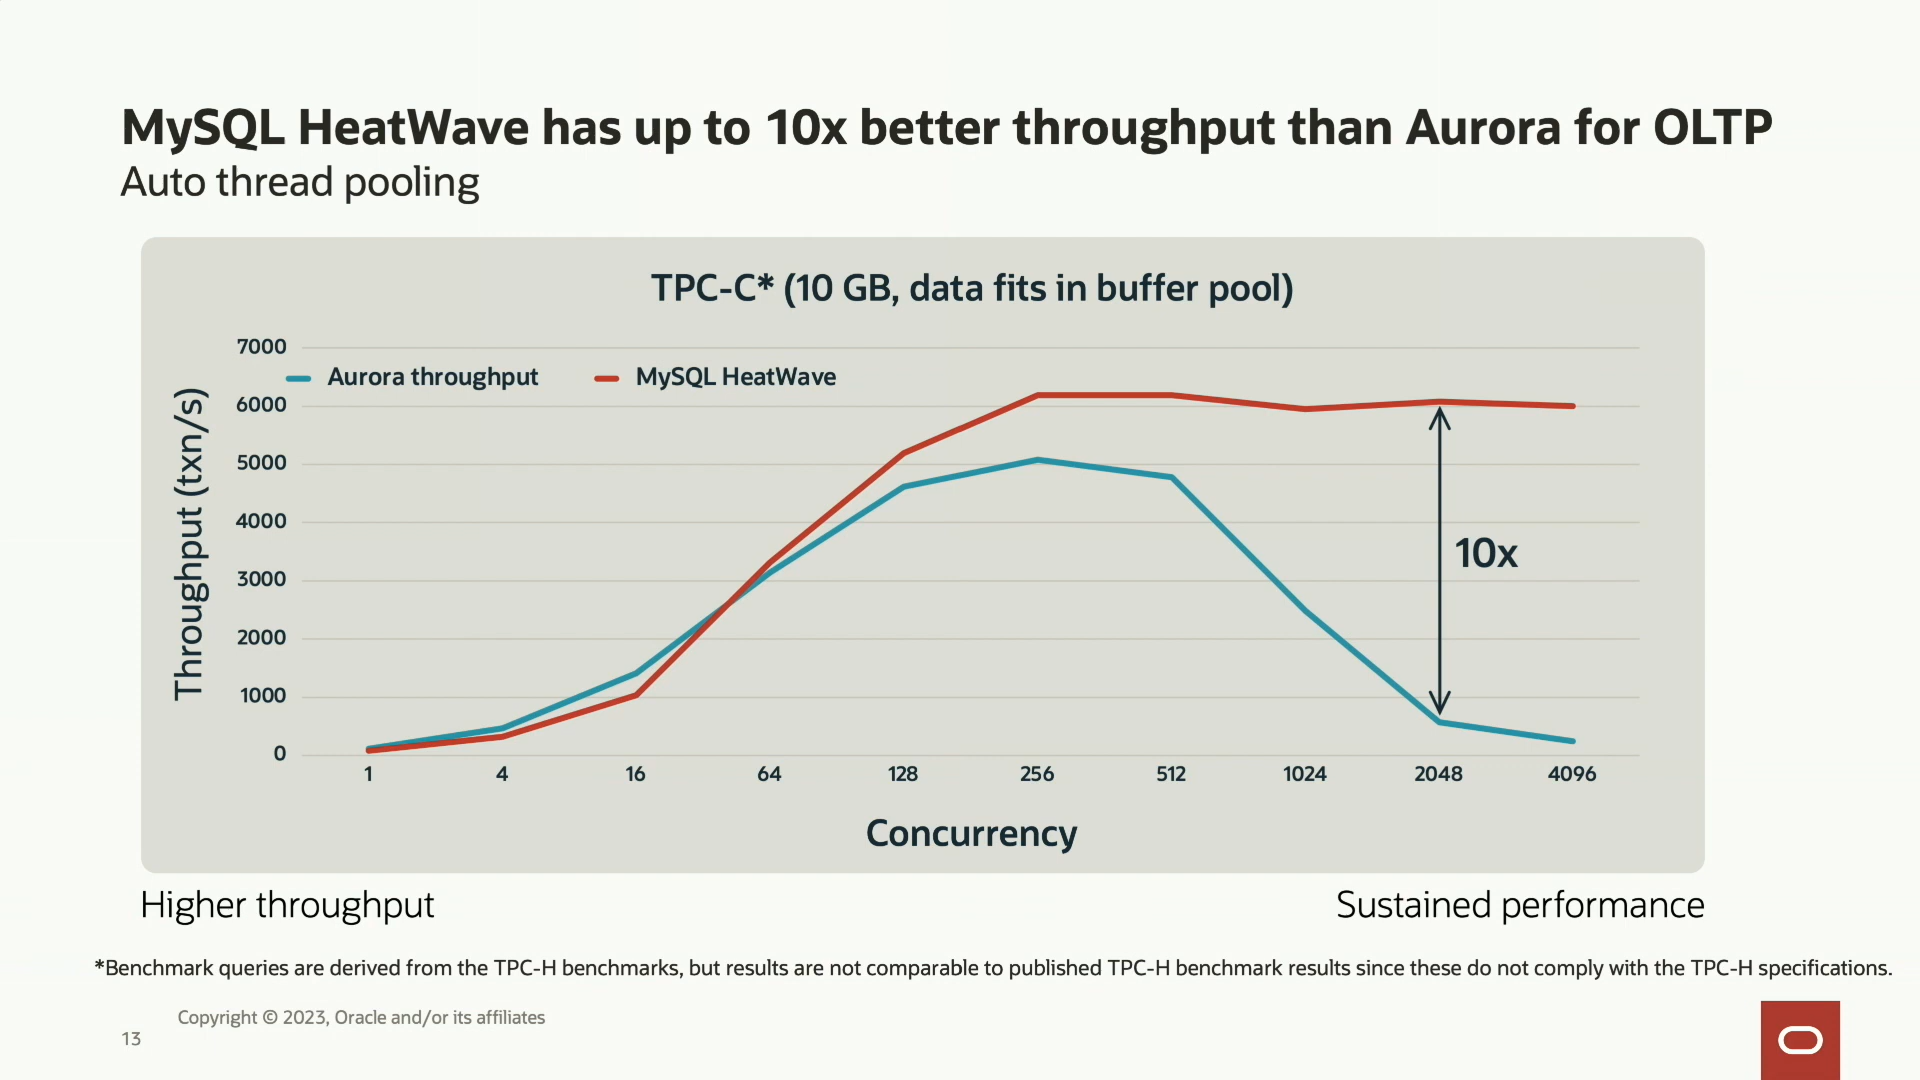 MySQL HeatWave has up to 10x better throughput than Aurora for OLTP
Auto thread pooling
TPC-C* (10 GB, data fits in buffer pool)
Throughput (txn/s)
7000
Aurora throughput
MySQL HeatWave
6000
5000
4000
10x
3000
2000
1000
0
1 4 16 64 128 256 512 1024 2048 4096
Concurrency
Higher throughput
Sustained performance
*Benchmark queries are derived from the TPC-H benchmarks, but results are not comparable to published TPC-H benchmark results since these do not comply with the TPC-H specifications.
Copyright © 2023, Oracle and/or its affiliates
13